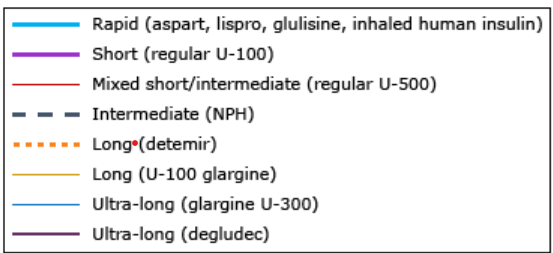 Rapid (aspart, lispro, glulisine, inhaled human insulin)
Short (regular U-100)
Mixed short/intermediate (regular U-500)
Intermediate (NPH)
Long•(detemir)
Long (U-100 glargine)
Ultra-long (glargine U-300)
Ultra-long (degludec)